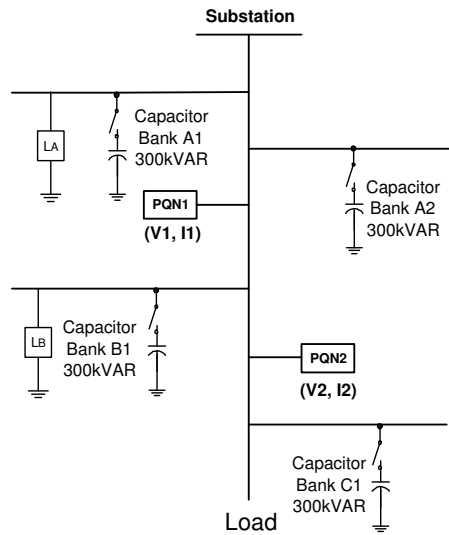 Substation
Capacitor
Bank A1
300kVAR
LA
PQN1
(V1, I1)
Capacitor
Bank A2
300kVAR
Capacitor
Bank B1
300kVAR
LB
PQN2
(V2, I2)
Capacitor
Bank C1
300kVAR
Load